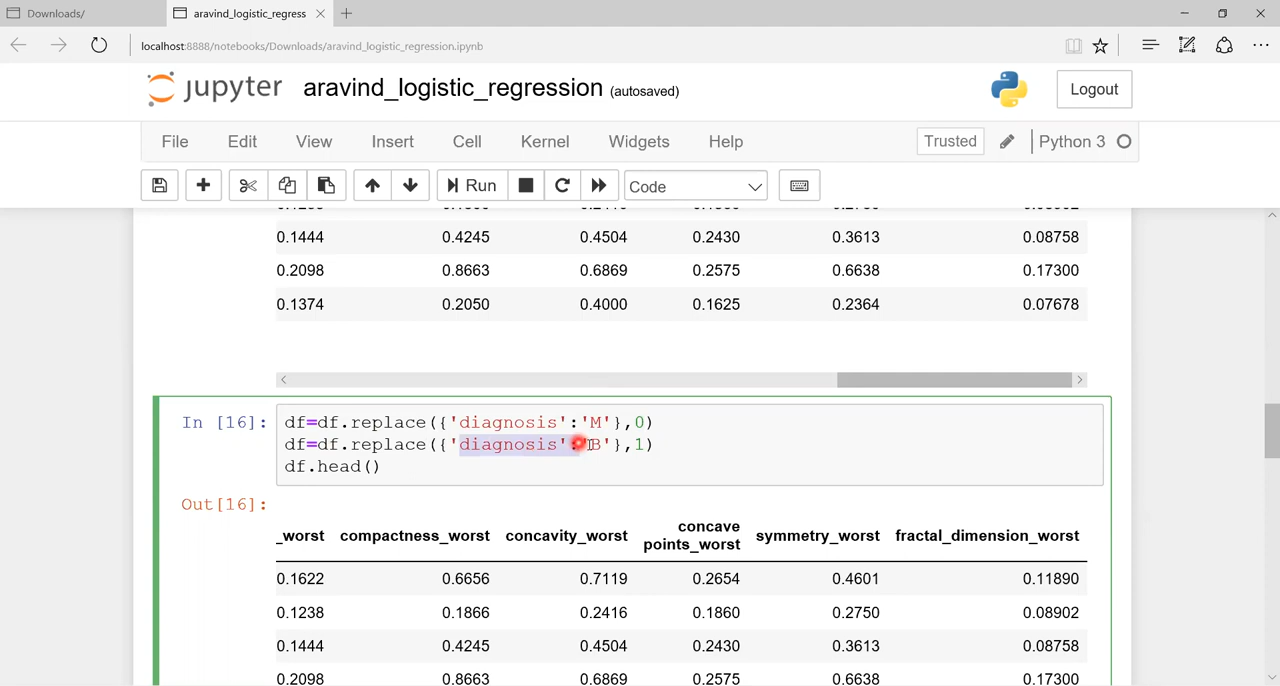 Downloads/
aravind_logistic_regress
localhost:8888/notebooks/Downloads/aravind_logistic_regression.ipynb
jupyter aravind_logistic_regression (autosaved)
Logout
File Edit View Insert Cell Kernel Widgets Help Trusted Python 3
Run Code
0.1444 0.4245 0.4504 0.2430 0.3613 0.08758
0.2098 0.8663 0.6869 0.2575 0.6638 0.17300
0.1374 0.2050 0.4000 0.1625 0.2364 0.07678
In [16]: df=df.replace({'diagnosis':'M'},0)
df=df.replace({'diagnosis':'B'},1)
df.head()
Out[16]:
_worst compactness_worst concavity_worst concave points_worst symmetry_worst fractal_dimension_worst
0.1622 0.6656 0.7119 0.2654 0.4601 0.11890
0.1238 0.1866 0.2416 0.1860 0.2750 0.08902
0.1444 0.4245 0.4504 0.2430 0.3613 0.08758
0.2098 0.8663 0.6869 0.2575 0.6638 0.17300